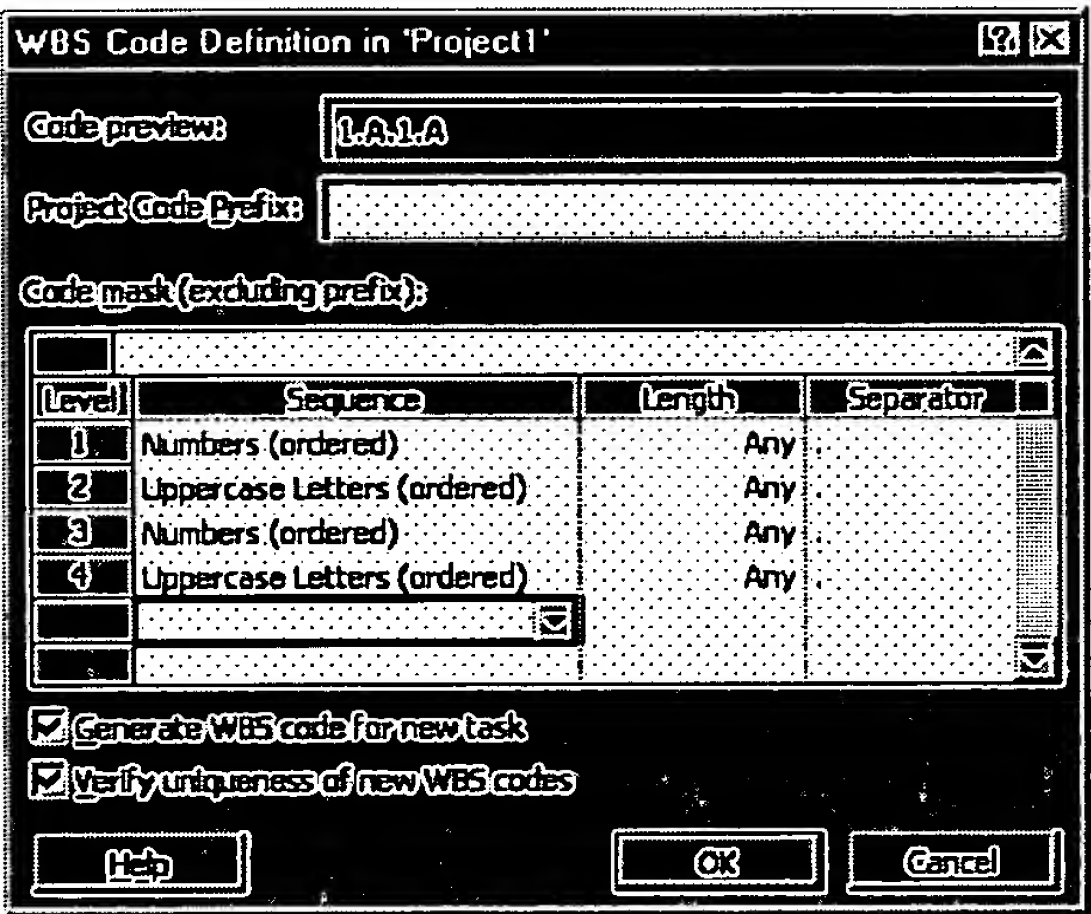 WBS Code Definition in 'Project1'
Code preview: 1.A.1.A
Project Code Prefix:
Code mask (excluding prefix):
Level Sequence Length Separator
1 Numbers (ordered) Any .
2 Uppercase Letters (ordered) Any .
3 Numbers (ordered) Any .
4 Uppercase Letters (ordered) Any .
Generate WBS code for new task
Verify uniqueness of new WBS codes
Help OK Cancel